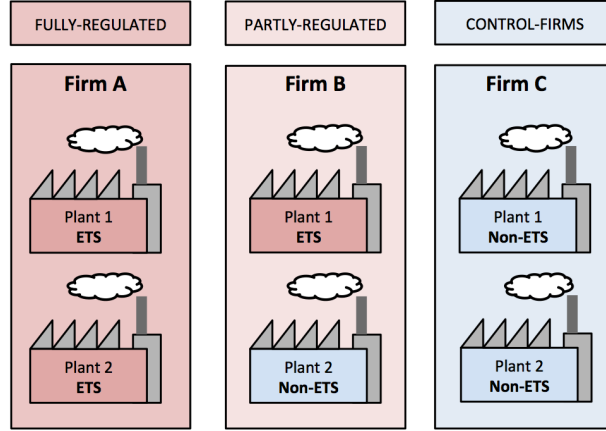 FULLY-REGULATED
PARTLY-REGULATED
CONTROL-FIRMS
Firm A
Firm B
Firm C
Plant 1
ETS
Plant 1
ETS
Plant 1
Non-ETS
Plant 2
ETS
Plant 2
Non-ETS
Plant 2
Non-ETS